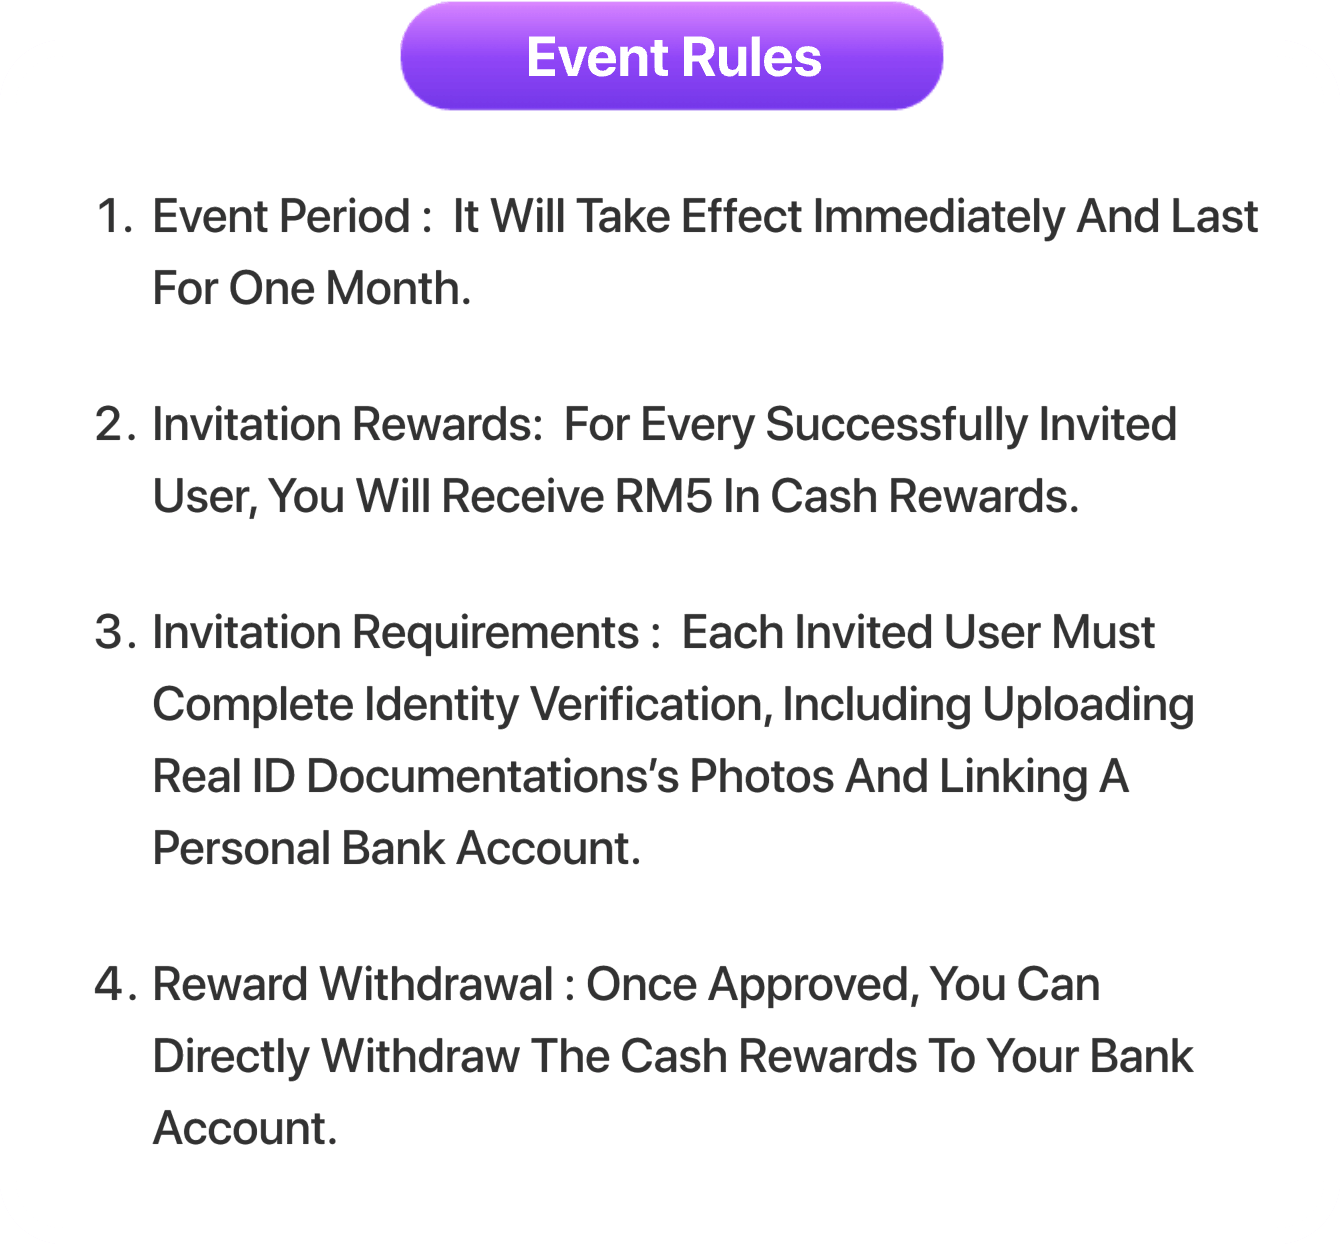 Event Rules
1. Event Period :  It Will Take Effect Immediately And Last
For One Month.
2. Invitation Rewards:  For Every Successfully Invited
User, You Will Receive RM5 In Cash Rewards.
3. Invitation Requirements :  Each Invited User Must
Complete Identity Verification, Including Uploading
Real ID Documentations’s Photos And Linking A
Personal Bank Account.
4. Reward Withdrawal : Once Approved, You Can
Directly Withdraw The Cash Rewards To Your Bank
Account.